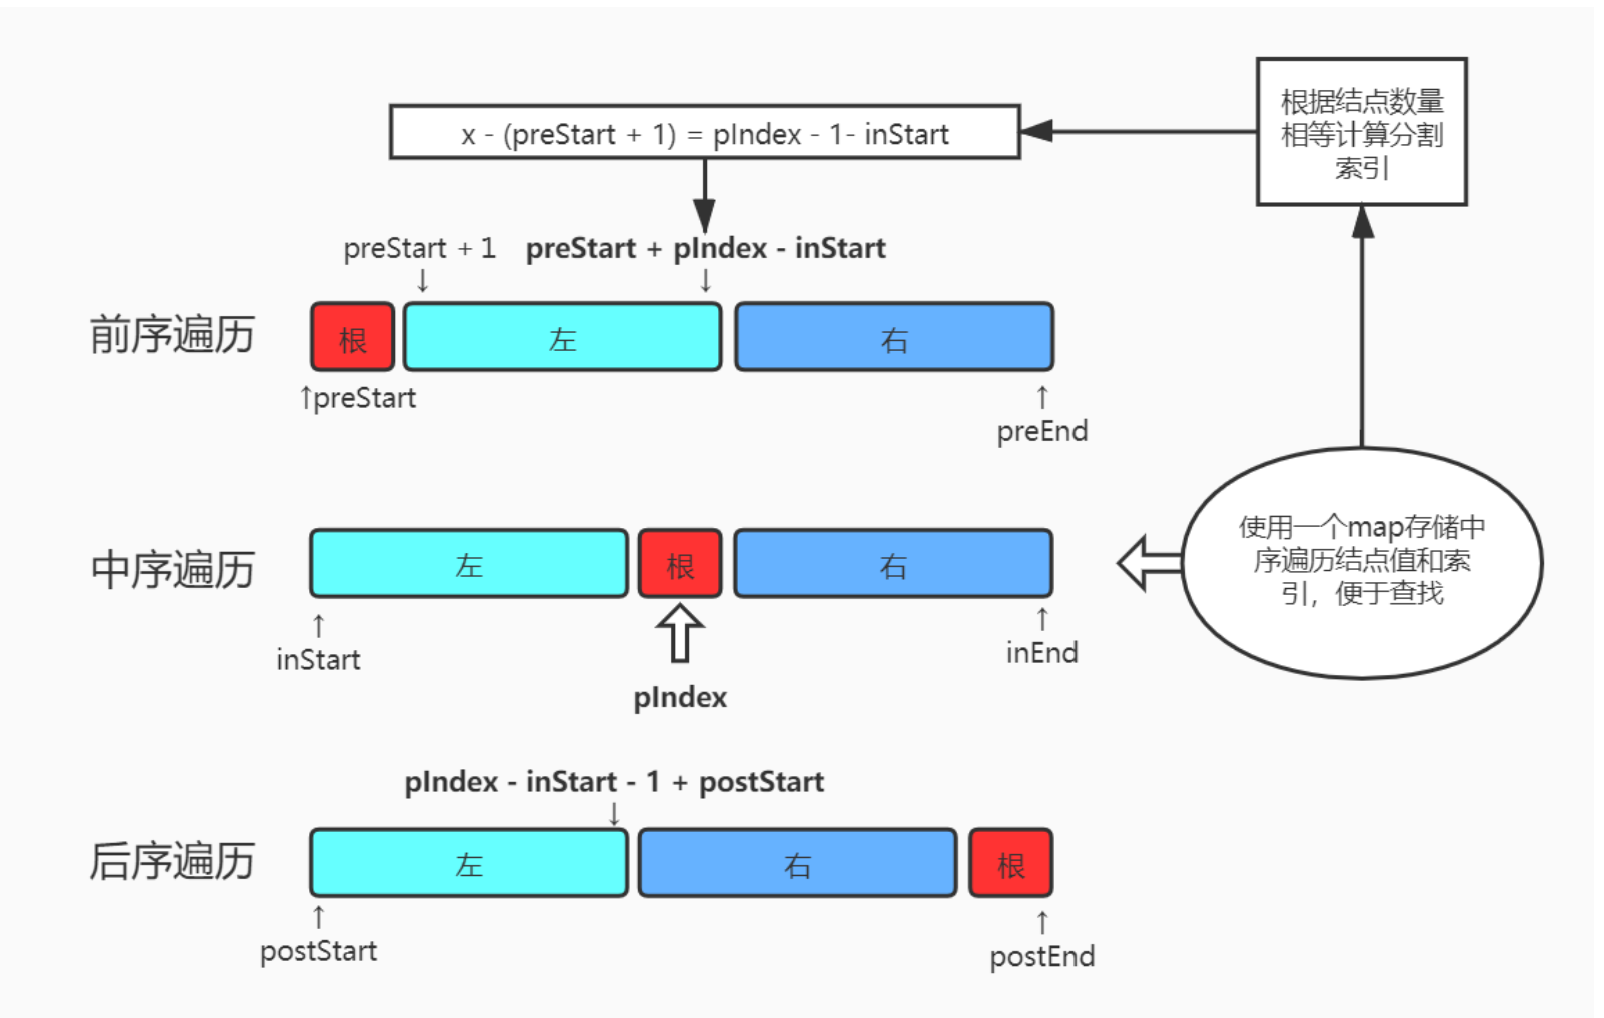 根据结点数量
相等计算分割
索引
x - (preStart + 1) = pIndex - 1- inStart
preStart + 1
preStart + pIndex - inStart
↓
↓
前序遍历
根
左
右
↑preStart
↑
preEnd
中序遍历
左
根
右
使用一个map存储中
序遍历结点值和索
引，便于查找
↑
inStart
↑
inEnd
pIndex
pIndex - inStart - 1 + postStart
↓
后序遍历
左
右
根
↑
postStart
↑
postEnd